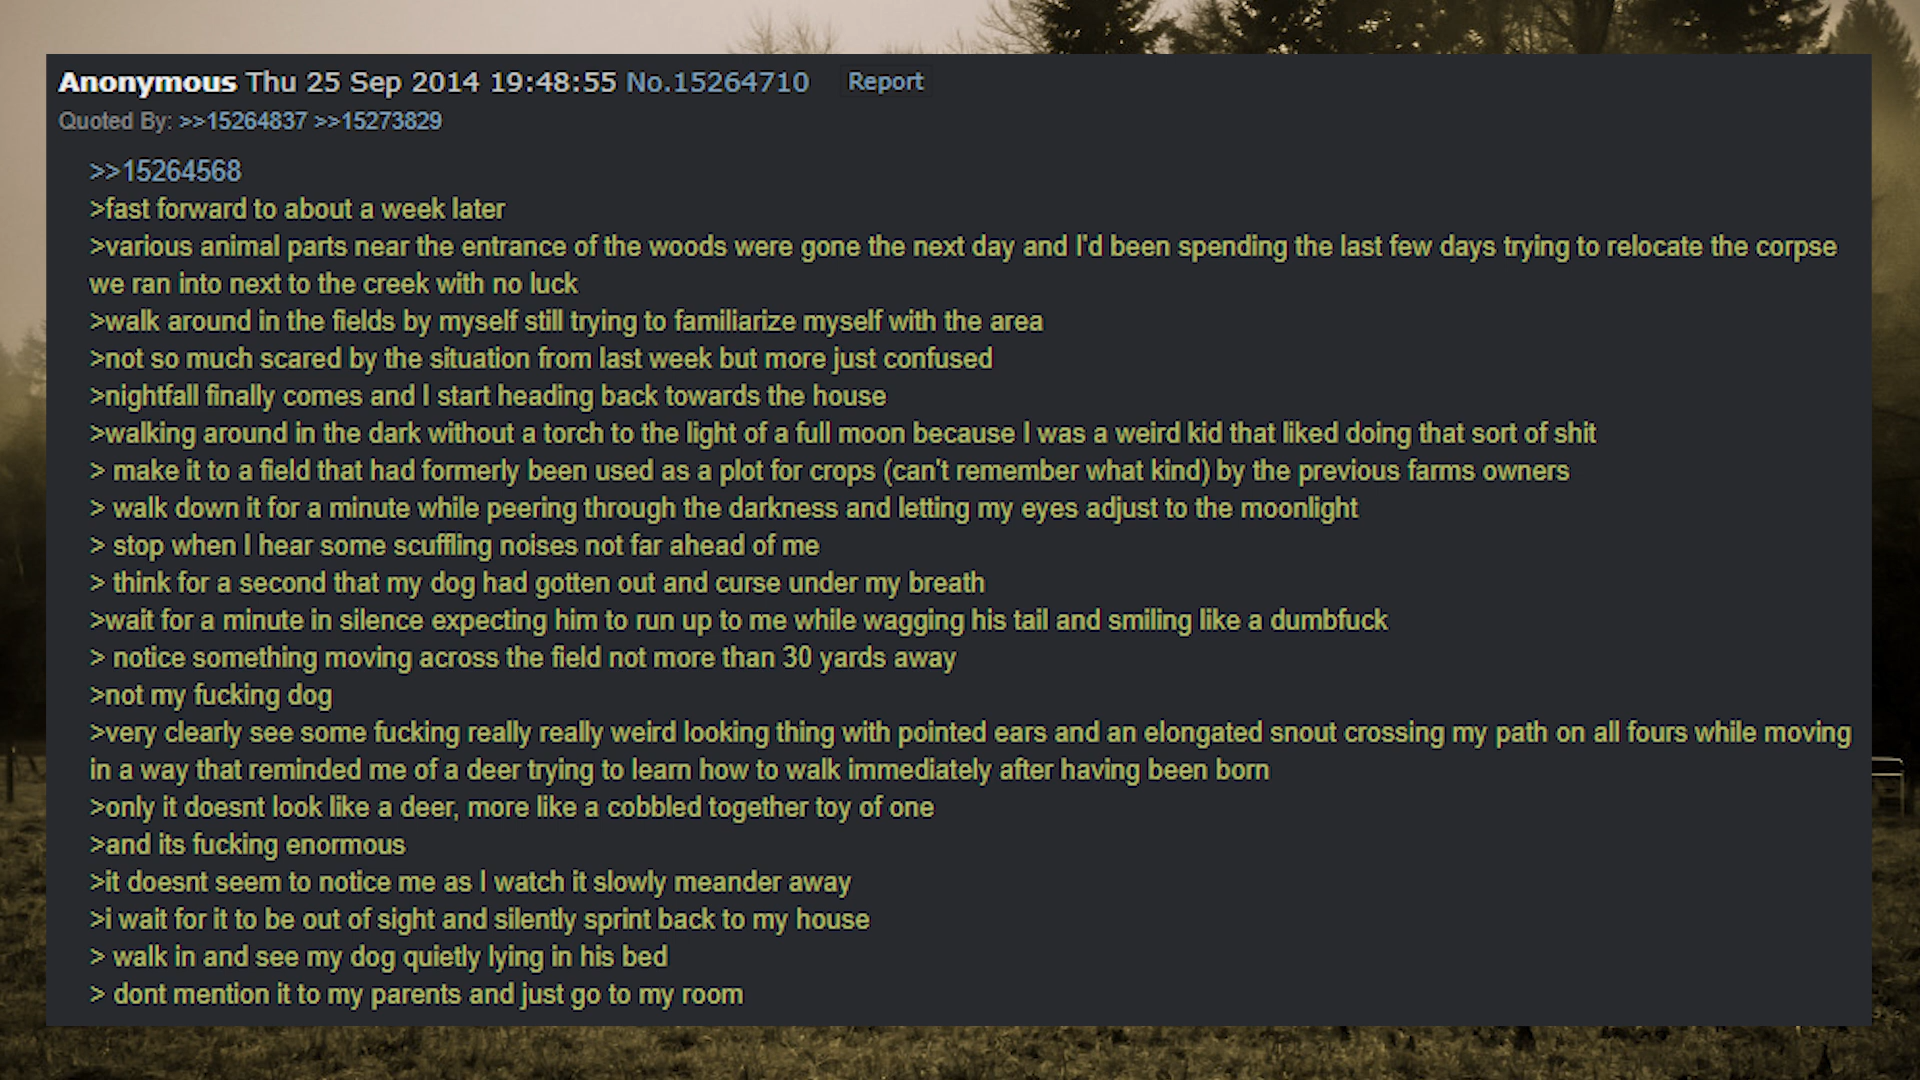 Anonymous Thu 25 Sep 2014 19:48:55 No.15264710 Report
Quoted By: >>15264837 >>15273829
>>15264568
>fast forward to about a week later
>various animal parts near the entrance of the woods were gone the next day and I'd been spending the last few days trying to relocate the corpse
we ran into next to the creek with no luck
>walk around in the fields by myself still trying to familiarize myself with the area
>not so much scared by the situation from last week but more just confused
>nightfall finally comes and I start heading back towards the house
>walking around in the dark without a torch to the light of a full moon because I was a weird kid that liked doing that sort of shit
> make it to a field that had formerly been used as a plot for crops (can't remember what kind) by the previous farms owners
> walk down it for a minute while peering through the darkness and letting my eyes adjust to the moonlight
> stop when I hear some scuffling noises not far ahead of me
> think for a second that my dog had gotten out and curse under my breath
>wait for a minute in silence expecting him to run up to me while wagging his tail and smiling like a dumbfuck
> notice something moving across the field not more than 30 yards away
>not my fucking dog
>very clearly see some fucking really really weird looking thing with pointed ears and an elongated snout crossing my path on all fours while moving
in a way that reminded me of a deer trying to learn how to walk immediately after having been born
>only it doesnt look like a deer, more like a cobbled together toy of one
>and its fucking enormous
>it doesnt seem to notice me as I watch it slowly meander away
>i wait for it to be out of sight and silently sprint back to my house
> walk in and see my dog quietly lying in his bed
> dont mention it to my parents and just go to my room